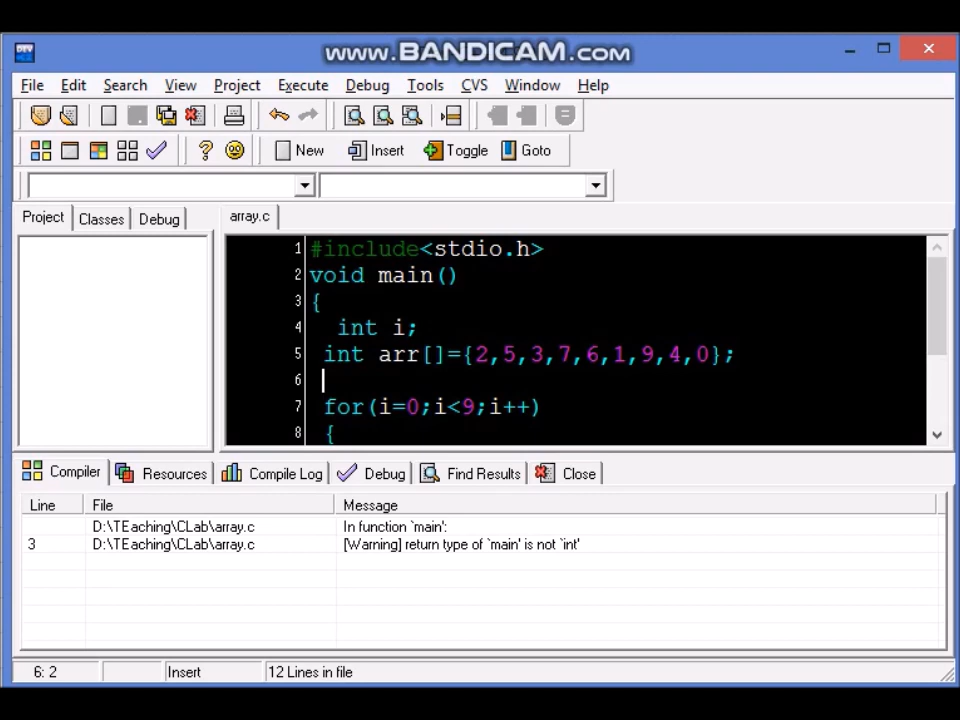 www.BANDICAM.com
DEV
File Edit Search View Project Execute Debug Tools CVS Window Help
New Insert Toggle Goto
Project Classes Debug array.c
1 #include<stdio.h>
2 void main()
3 {
4 int i;
5 int arr[]={2,5,3,7,6,1,9,4,0};
6
7 for(i=0;i<9;i++)
8 {
Compiler Resources Compile Log Debug Find Results Close
Line File Message
D:\TEaching\CLab\array.c In function `main':
3 D:\TEaching\CLab\array.c [Warning] return type of `main' is not `int'
6: 2 Insert 12 Lines in file